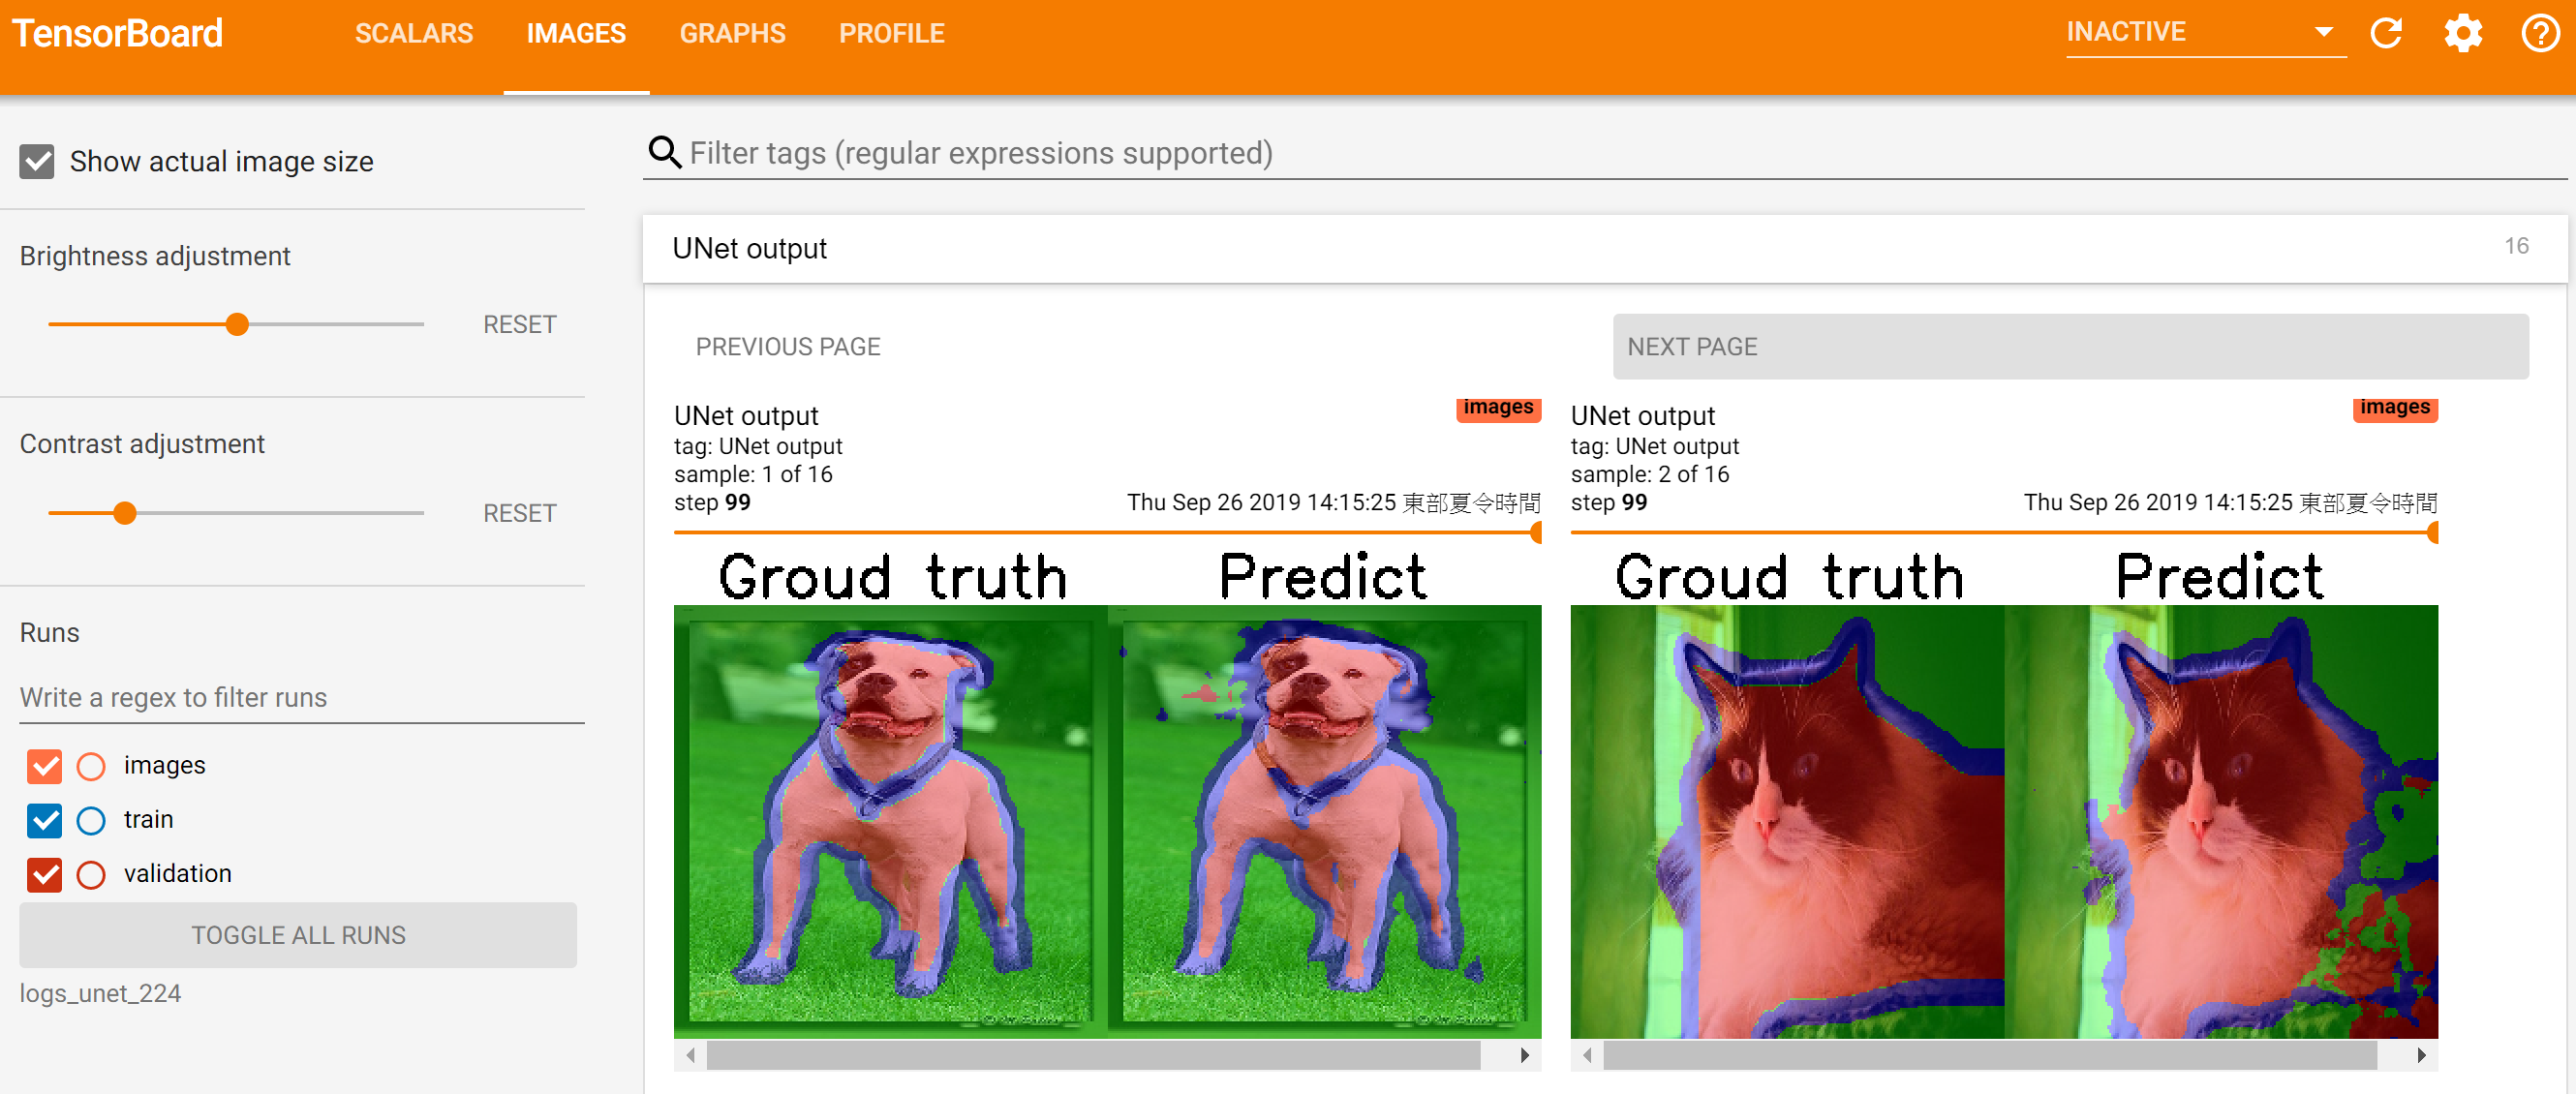 TensorBoard
SCALARS
IMAGES
GRAPHS
PROFILE
INACTIVE
Show actual image size
Filter tags (regular expressions supported)
Brightness adjustment
RESET
Contrast adjustment
RESET
Runs
Write a regex to filter runs
images
train
validation
TOGGLE ALL RUNS
logs_unet_224
UNet output
16
PREVIOUS PAGE
NEXT PAGE
UNet output
images
tag: UNet output
sample: 1 of 16
step 99
Thu Sep 26 2019 14:15:25 東部夏令時間
Groud truth
Predict
UNet output
images
tag: UNet output
sample: 2 of 16
step 99
Thu Sep 26 2019 14:15:25 東部夏令時間
Groud truth
Predict